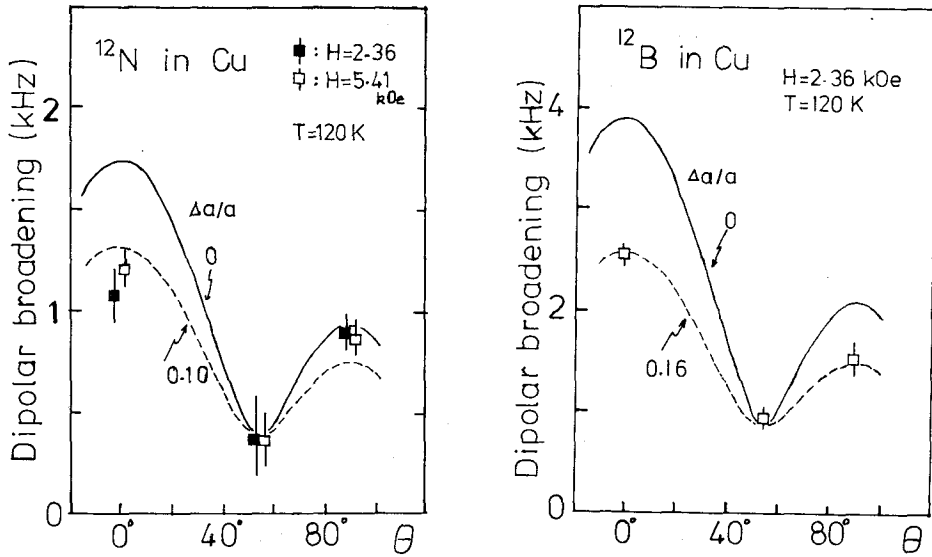 ¹²N in Cu
■ : H=2·36
□ : H=5·41
kOe
T=120 K
Δa/a
0
0·10
Dipolar broadening (kHz)
2
1
0
0° 40° 80° θ
¹²B in Cu
H=2·36 kOe
T=120 K
Δa/a
0
0·16
Dipolar broadening (kHz)
4
2
0
0° 40° 80° θ